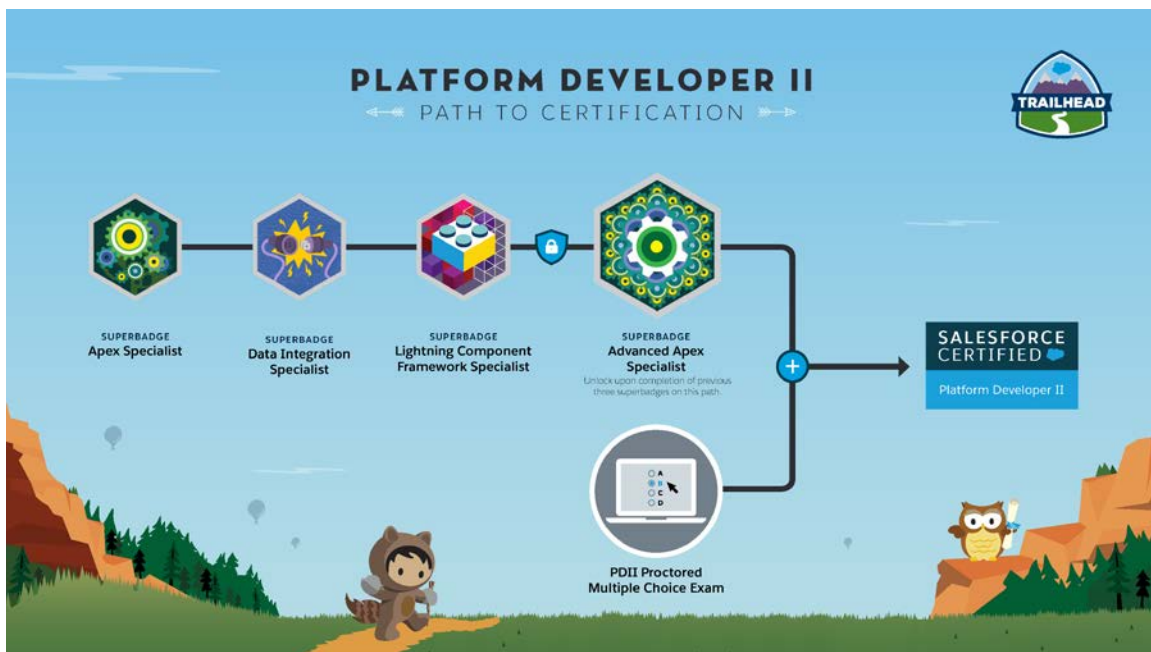 PLATFORM DEVELOPER II
PATH TO CERTIFICATION
TRAILHEAD
SUPERBADGE
Apex Specialist
SUPERBADGE
Data Integration
Specialist
SUPERBADGE
Lightning Component
Framework Specialist
SUPERBADGE
Advanced Apex
Specialist
Unlock upon completion of previous
three superbadges on this path.
SALESFORCE
CERTIFIED
Platform Developer II
A
B
C
D
PDII Proctored
Multiple Choice Exam